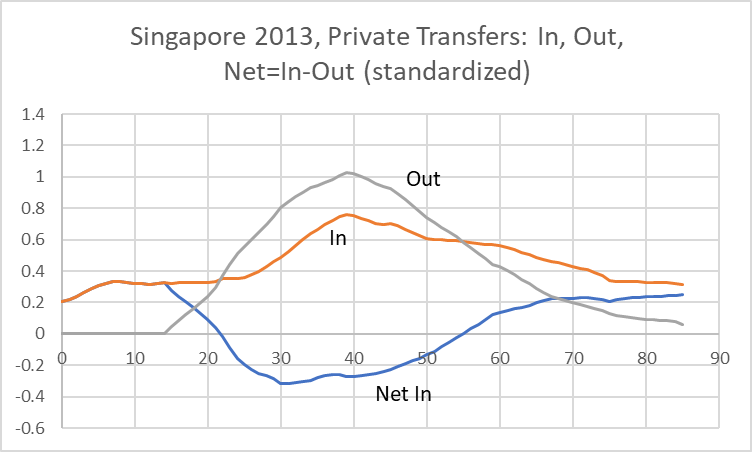 Singapore 2013, Private Transfers: In, Out,
Net=In-Out (standardized)
1.4
1.2
1
0.8
0.6
0.4
0.2
0
-0.2
-0.4
-0.6
0 10 20 30 40 50 60 70 80 90
Out
In
Net In